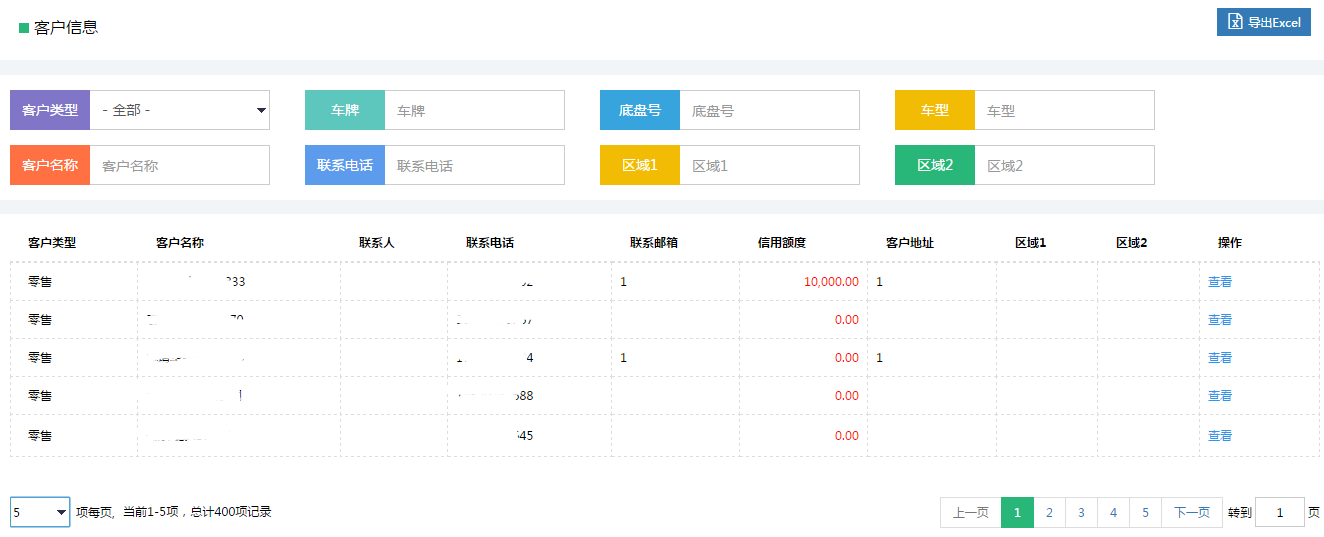 客户信息
导出Excel
客户类型 - 全部 - 车牌 车牌 底盘号 底盘号 车型 车型
客户名称 客户名称 联系电话 联系电话 区域1 区域1 区域2 区域2
客户类型 客户名称 联系人 联系电话 联系邮箱 信用额度 客户地址 区域1 区域2 操作
零售 33 1 10,000.00 1 查看
零售 0.00 查看
零售 4 1 0.00 1 查看
零售 88 0.00 查看
零售 45 0.00 查看
5 项每页, 当前1-5项，总计400项记录
上一页 1 2 3 4 5 下一页 转到 1 页